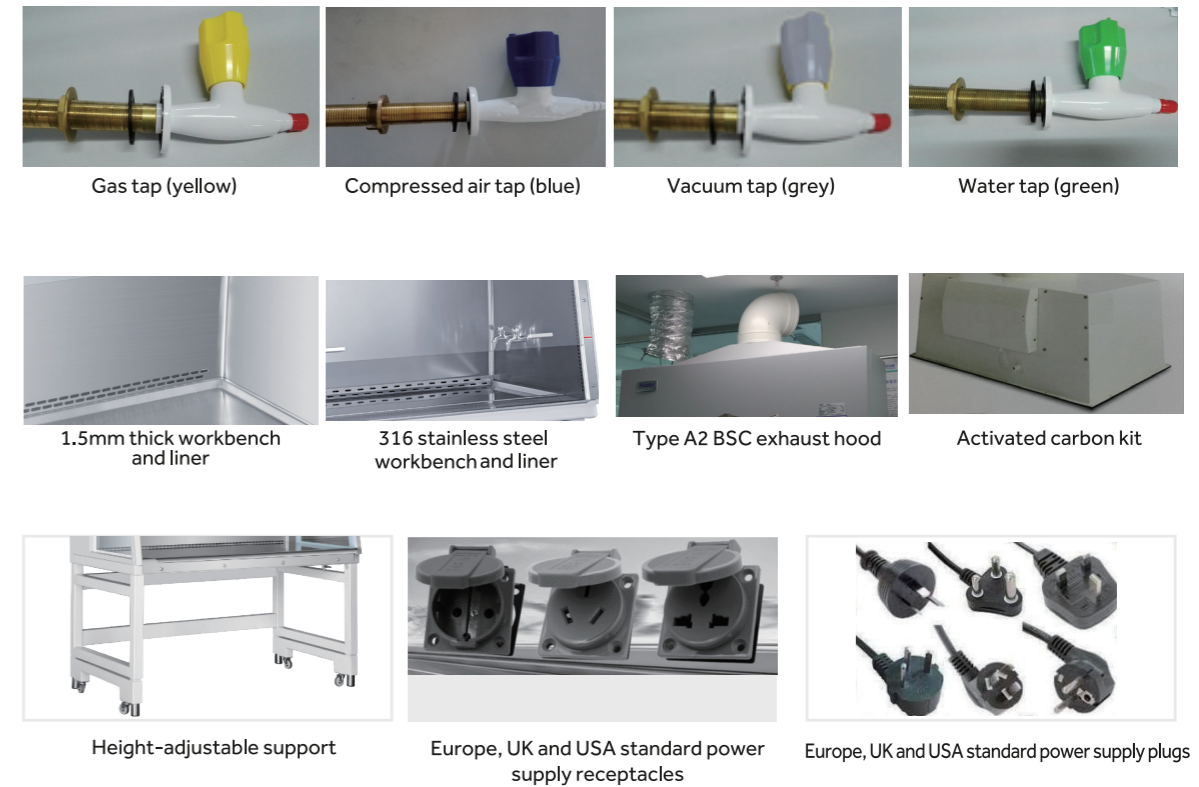 Gas tap (yellow)
Compressed air tap (blue)
Vacuum tap (grey)
Water tap (green)
1.5mm thick workbench
and liner
316 stainless steel
workbench and liner
Type A2 BSC exhaust hood
Activated carbon kit
Height-adjustable support
Europe, UK and USA standard power
supply receptacles
Europe, UK and USA standard power supply plugs